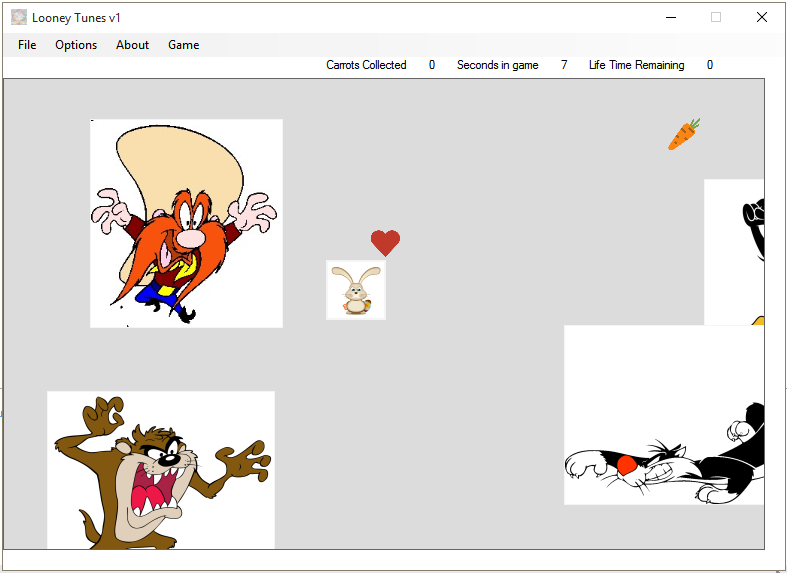 Looney Tunes v1
File Options About Game
Carrots Collected 0 Seconds in game 7 Life Time Remaining 0